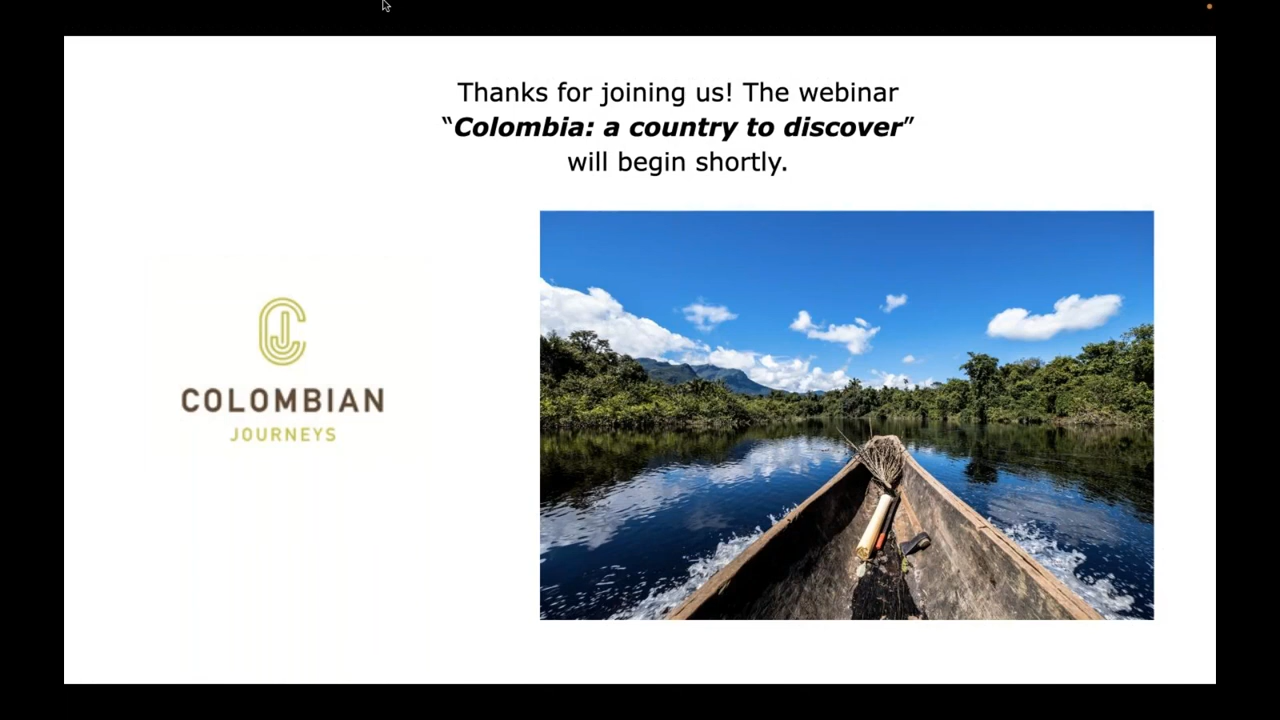 Thanks for joining us! The webinar
“Colombia: a country to discover”
will begin shortly.
COLOMBIAN
JOURNEYS